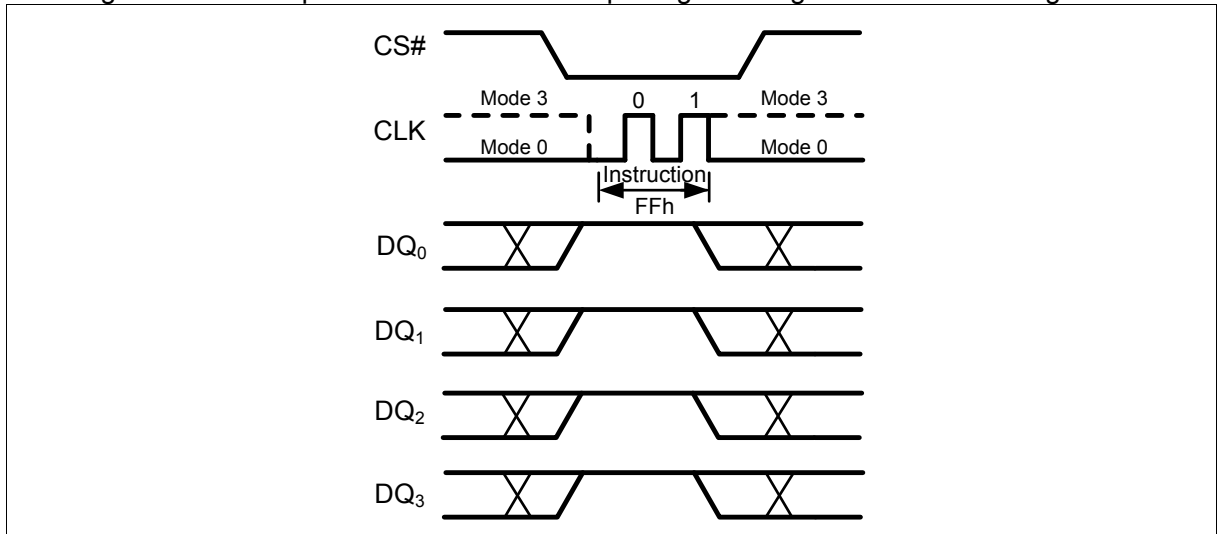 CS#
Mode 3 0 1 Mode 3
CLK
Mode 0 Mode 0
Instruction
FFh
DQ0
DQ1
DQ2
DQ3